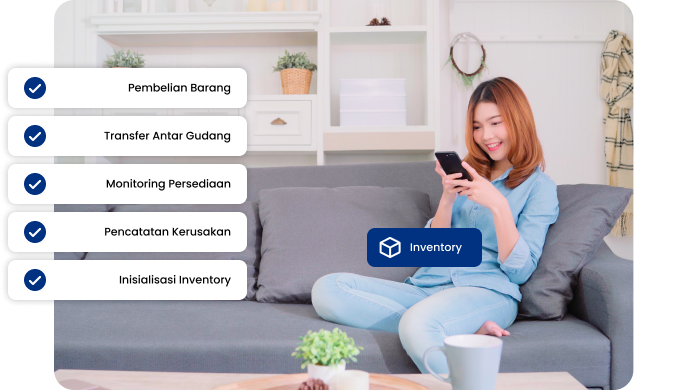 Pembelian Barang
Transfer Antar Gudang
Monitoring Persediaan
Pencatatan Kerusakan
Inisialisasi Inventory
Inventory